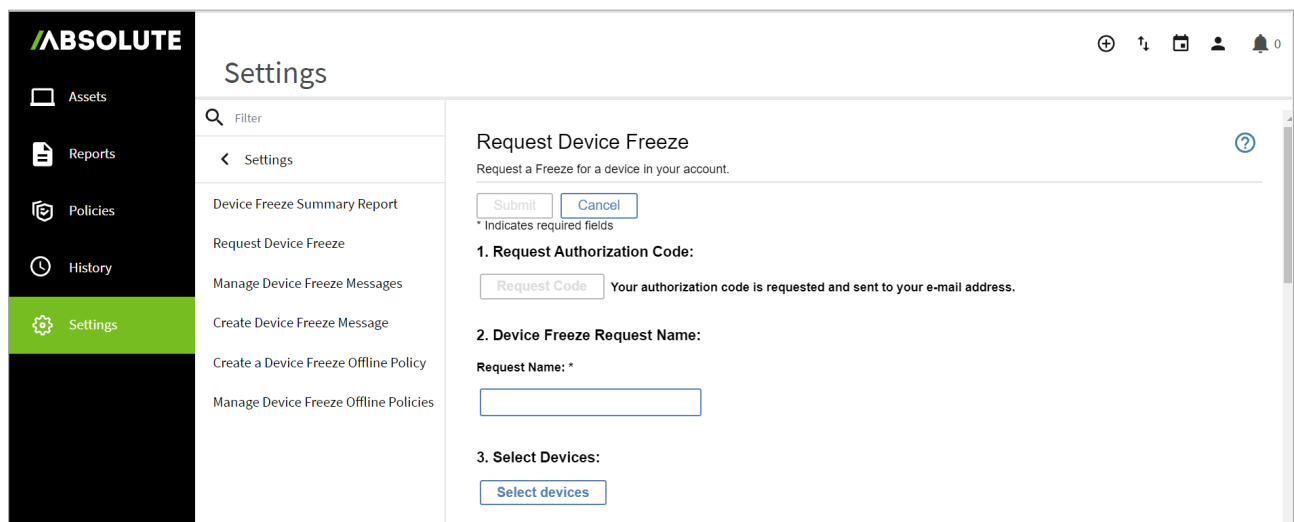 ABSOLUTE
Assets
Reports
Policies
History
Settings
Settings
0
Filter
Settings
Device Freeze Summary Report
Request Device Freeze
Manage Device Freeze Messages
Create Device Freeze Message
Create a Device Freeze Offline Policy
Manage Device Freeze Offline Policies
Request Device Freeze
?
Request a Freeze for a device in your account.
Submit Cancel
* Indicates required fields
1. Request Authorization Code:
Request Code Your authorization code is requested and sent to your e-mail address.
2. Device Freeze Request Name:
Request Name: *
3. Select Devices:
Select devices